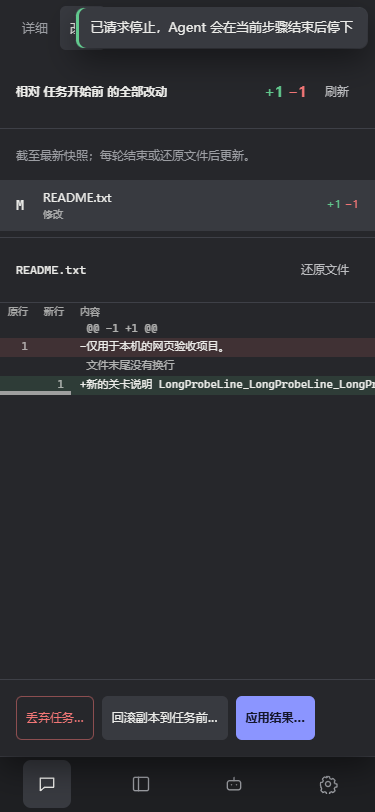 详细
已请求停止，Agent 会在当前步骤结束后停下
相对 任务开始前 的全部改动 +1 −1 刷新
截至最新快照；每轮结束或还原文件后更新。
M README.txt +1 −1
修改
README.txt 还原文件
原行 新行 内容
@@ -1 +1 @@
1 -仅用于本机的网页验收项目。
文件末尾没有换行
1 +新的关卡说明 LongProbeLine_LongProbeLine_LongPr
丢弃任务... 回滚副本到任务前... 应用结果...